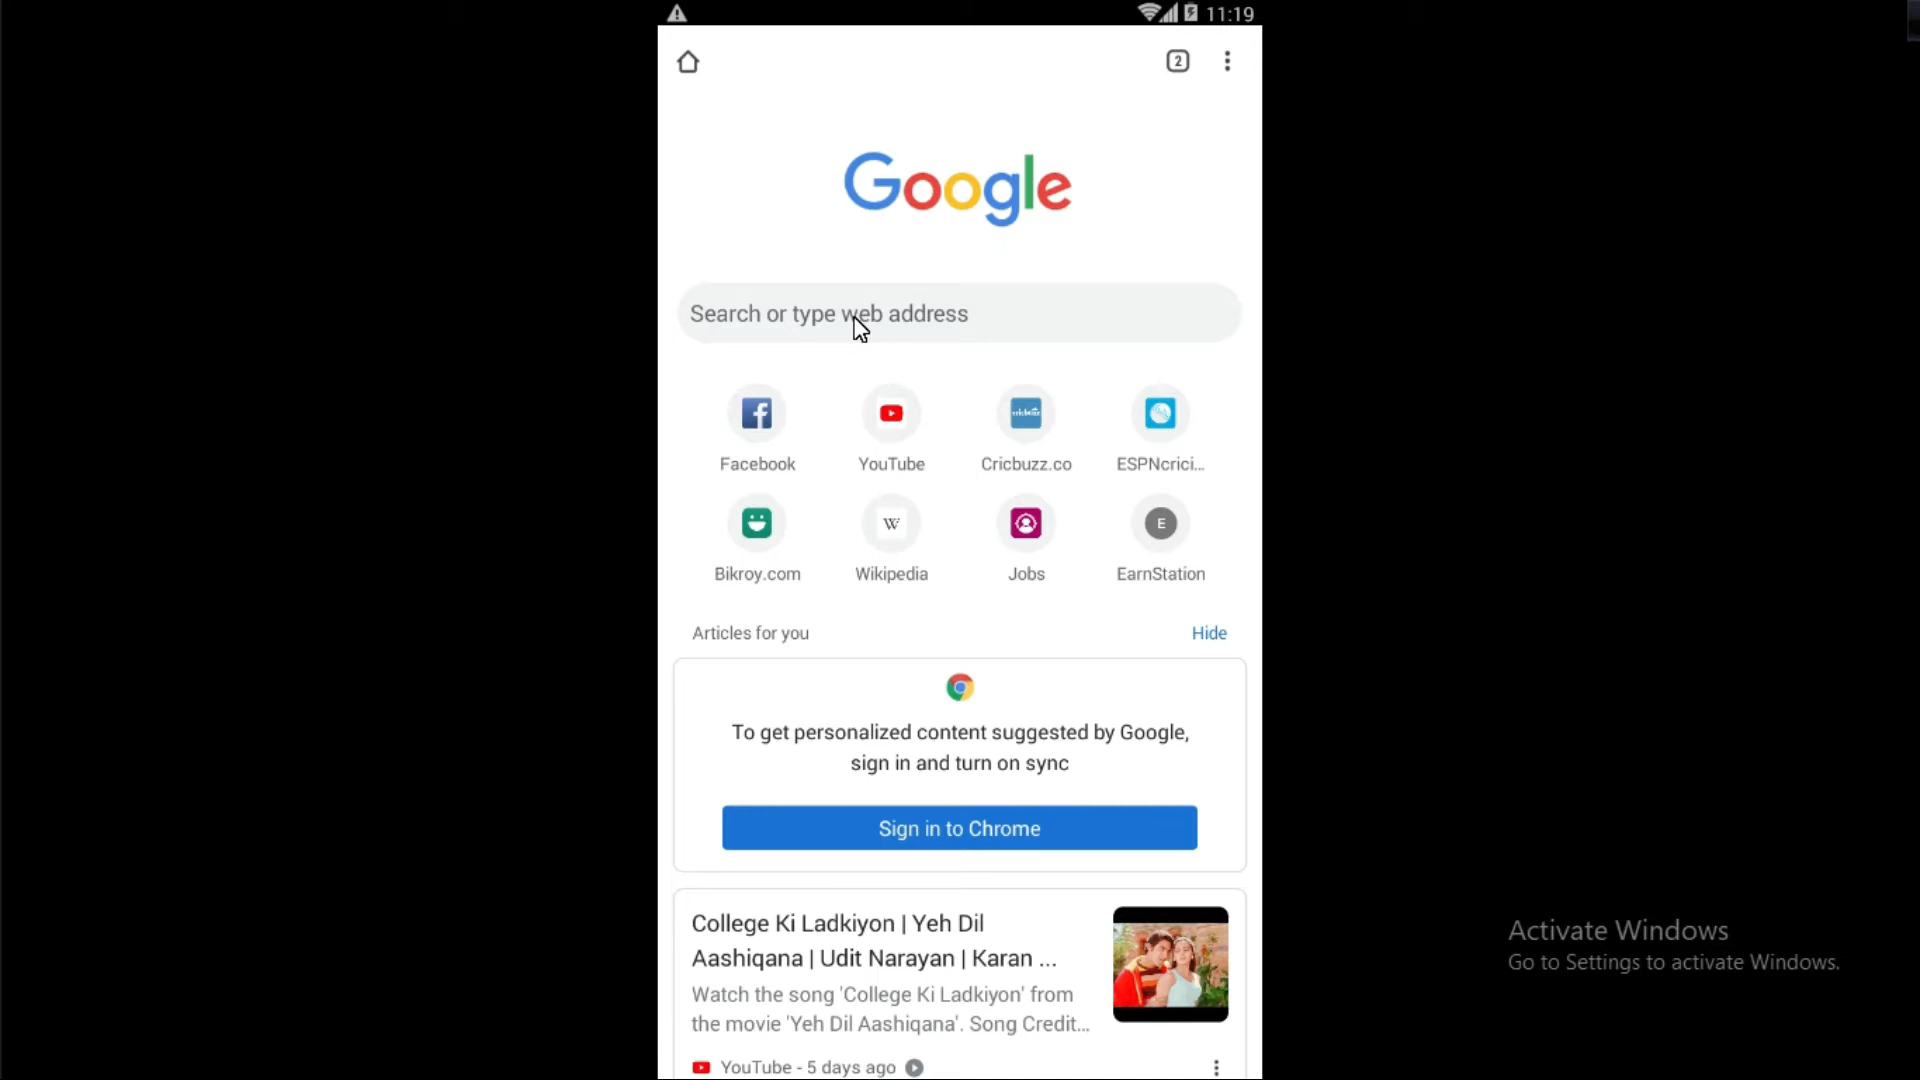 11:19
2
Google
Search or type web address
Facebook
YouTube
Cricbuzz.co
ESPNcrici...
W
E
Bikroy.com
Wikipedia
Jobs
EarnStation
Articles for you
Hide
To get personalized content suggested by Google,
sign in and turn on sync
Sign in to Chrome
College Ki Ladkiyon | Yeh Dil
Aashiqana | Udit Narayan | Karan ...
Watch the song 'College Ki Ladkiyon' from
the movie 'Yeh Dil Aashiqana'. Song Credit...
YouTube - 5 days ago
Activate Windows
Go to Settings to activate Windows.